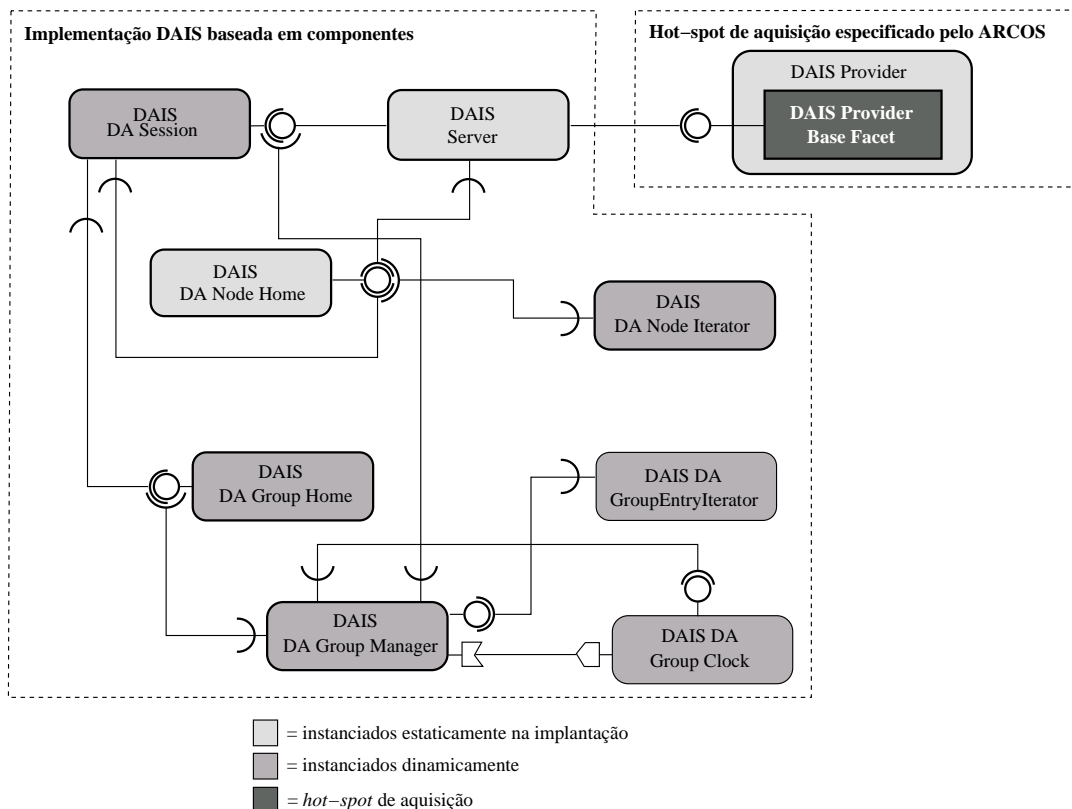 Implementação DAIS baseada em componentes
Hot−spot de aquisição especificado pelo ARCOS
DAIS
DA Session
DAIS
Server
DAIS Provider
DAIS Provider
Base Facet
DAIS
DA Node Home
DAIS
DA Node Iterator
DAIS
DA Group Home
DAIS DA
GroupEntryIterator
DAIS
DA Group Manager
DAIS DA
Group Clock
= instanciados estaticamente na implantação
= instanciados dinamicamente
= hot−spot de aquisição